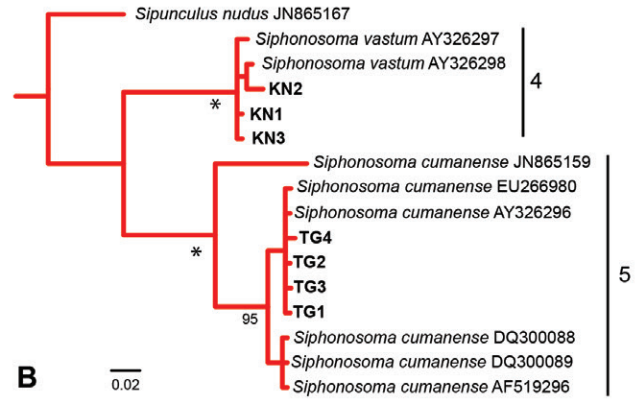 Sipunculus nudus JN865167
Siphonosoma vastum AY326297
Siphonosoma vastum AY326298
KN2
4
*
KN1
KN3
Siphonosoma cumanense JN865159
Siphonosoma cumanense EU266980
Siphonosoma cumanense AY326296
TG4
*
TG2
5
TG3
TG1
95
Siphonosoma cumanense DQ300088
Siphonosoma cumanense DQ300089
B
0.02
Siphonosoma cumanense AF519296